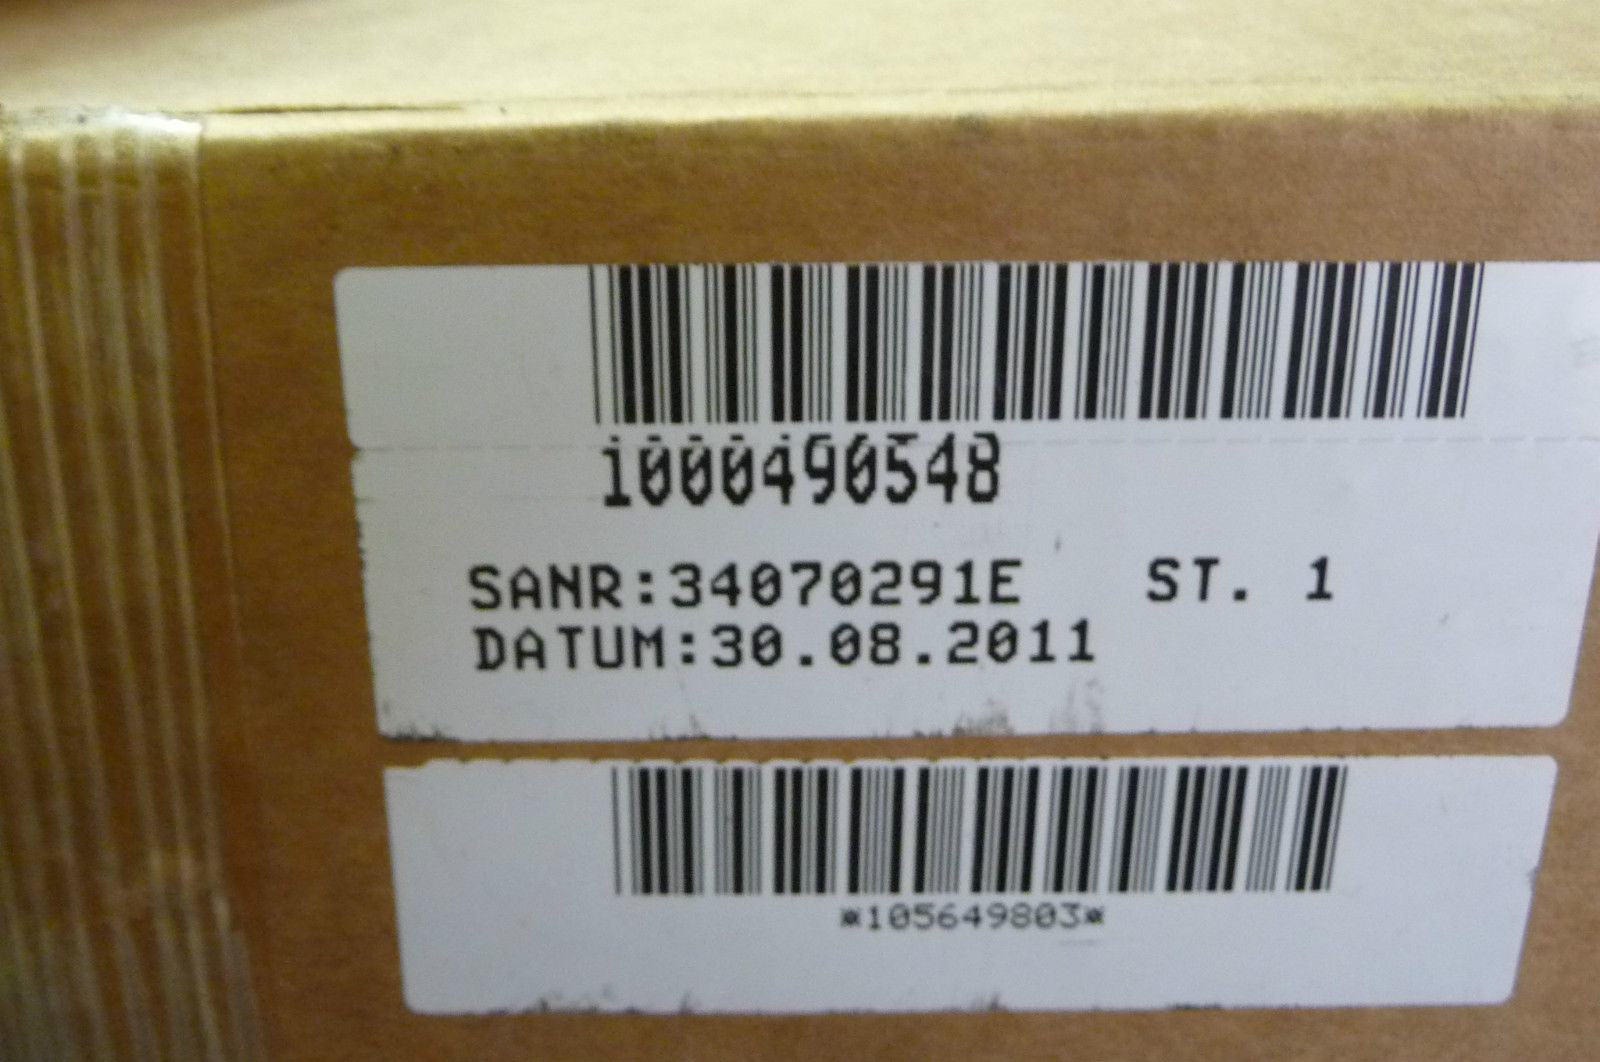 1000490548
SANR:34070291E ST. 1
DATUM:30.08.2011
*105649803*